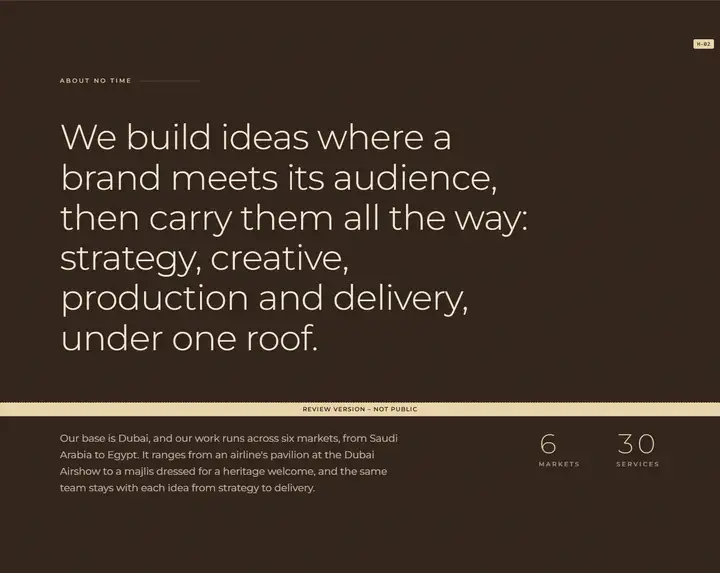 H-02
ABOUT NO TIME
We build ideas where a
brand meets its audience,
then carry them all the way:
strategy, creative,
production and delivery,
under one roof.
REVIEW VERSION – NOT PUBLIC
Our base is Dubai, and our work runs across six markets, from Saudi
Arabia to Egypt. It ranges from an airline's pavilion at the Dubai
Airshow to a majlis dressed for a heritage welcome, and the same
team stays with each idea from strategy to delivery.
6
MARKETS
30
SERVICES